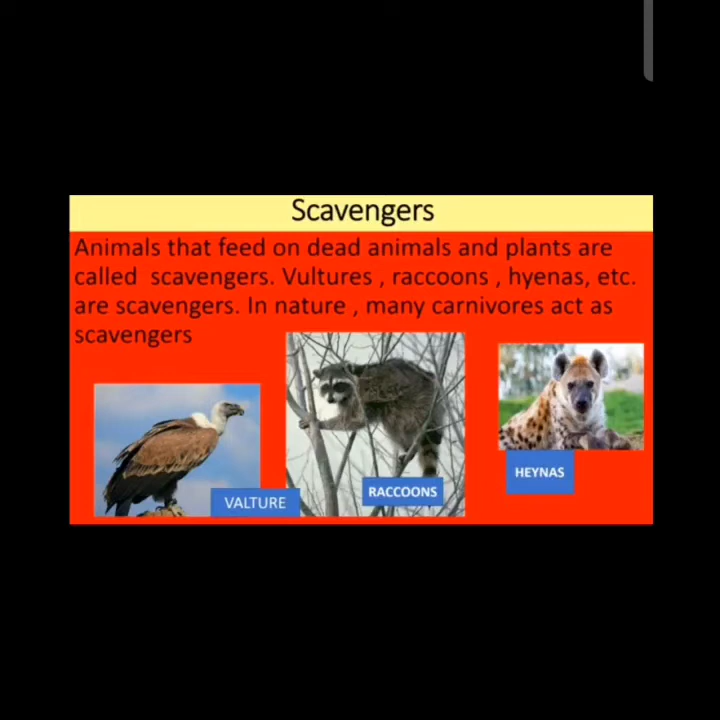 Scavengers
Animals that feed on dead animals and plants are
called scavengers. Vultures , raccoons , hyenas, etc.
are scavengers. In nature , many carnivores act as
scavengers
VALTURE
RACCOONS
HEYNAS